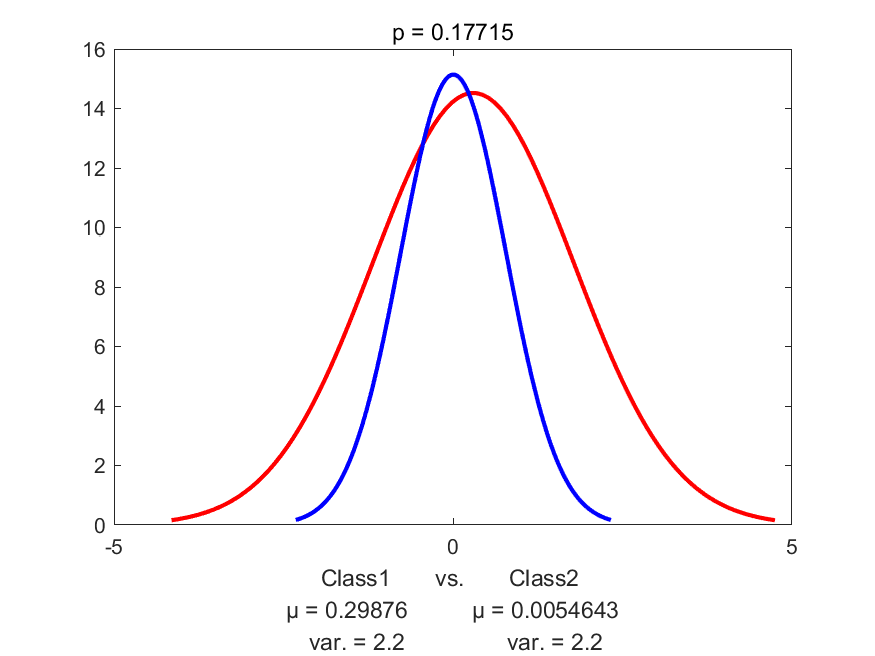 p = 0.17715
16
14
12
10
8
6
4
2
0
-5 0 5
Class1 vs. Class2
μ = 0.29876 μ = 0.0054643
var. = 2.2 var. = 2.2